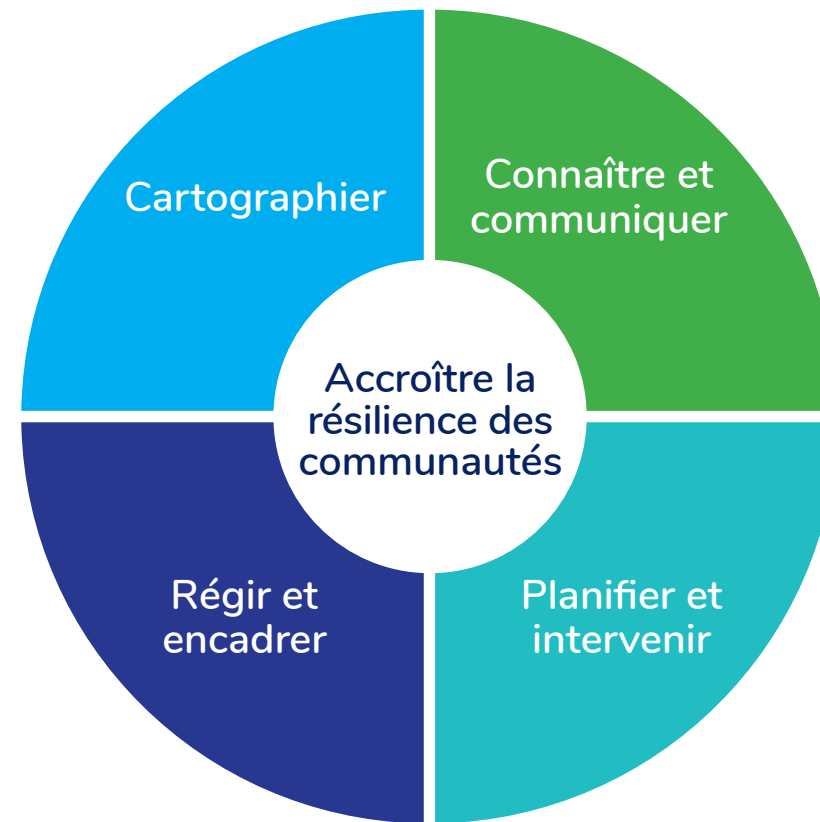 Cartographier
Connaître et
communiquer
Accroître la
résilience des
communautés
Régir et
encadrer
Planifier et
intervenir